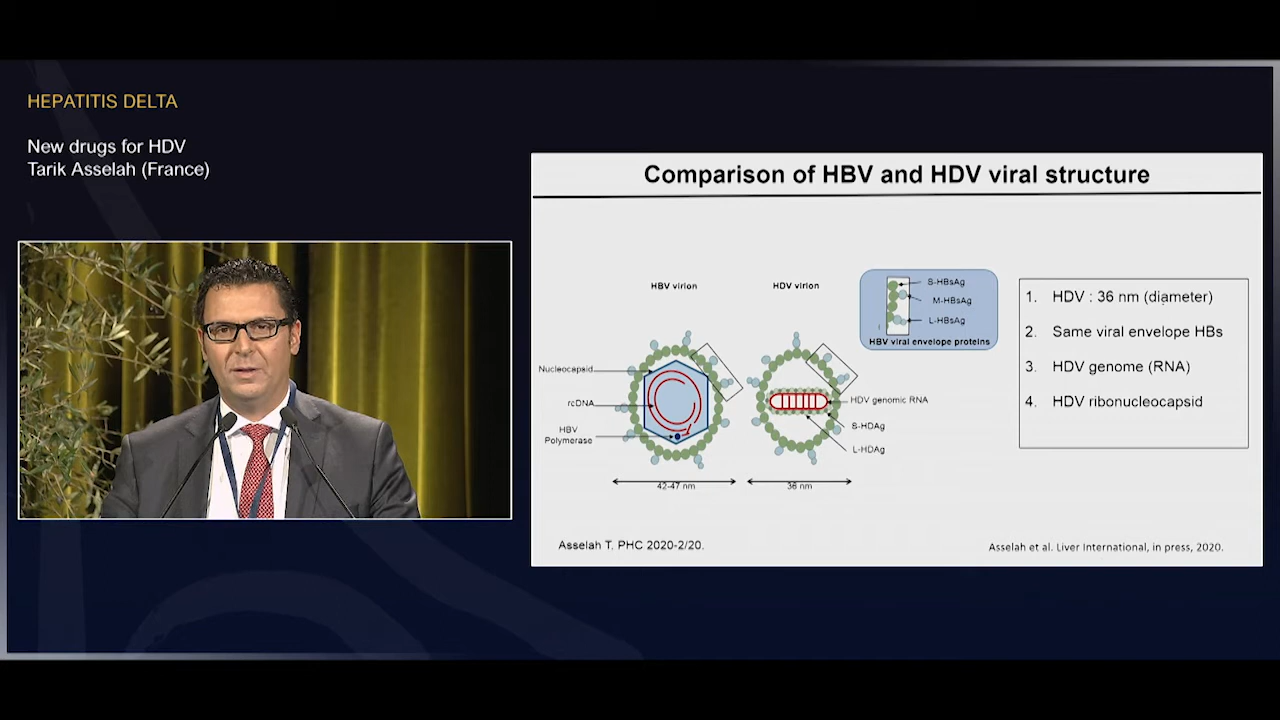 HEPATITIS DELTA
New drugs for HDV
Tarik Asselah (France)
Comparison of HBV and HDV viral structure
HBV virion
HDV virion
S-HBsAg
M-HBsAg
L-HBsAg
HBV viral envelope proteins
Nucleocapsid
rcDNA
HBV
Polymerase
HDV genomic RNA
S-HDAg
L-HDAg
42-47 nm
36 nm
1. HDV : 36 nm (diameter)
2. Same viral envelope HBs
3. HDV genome (RNA)
4. HDV ribonucleocapsid
Asselah T. PHC 2020-2/20.
Asselah et al. Liver International, in press, 2020.